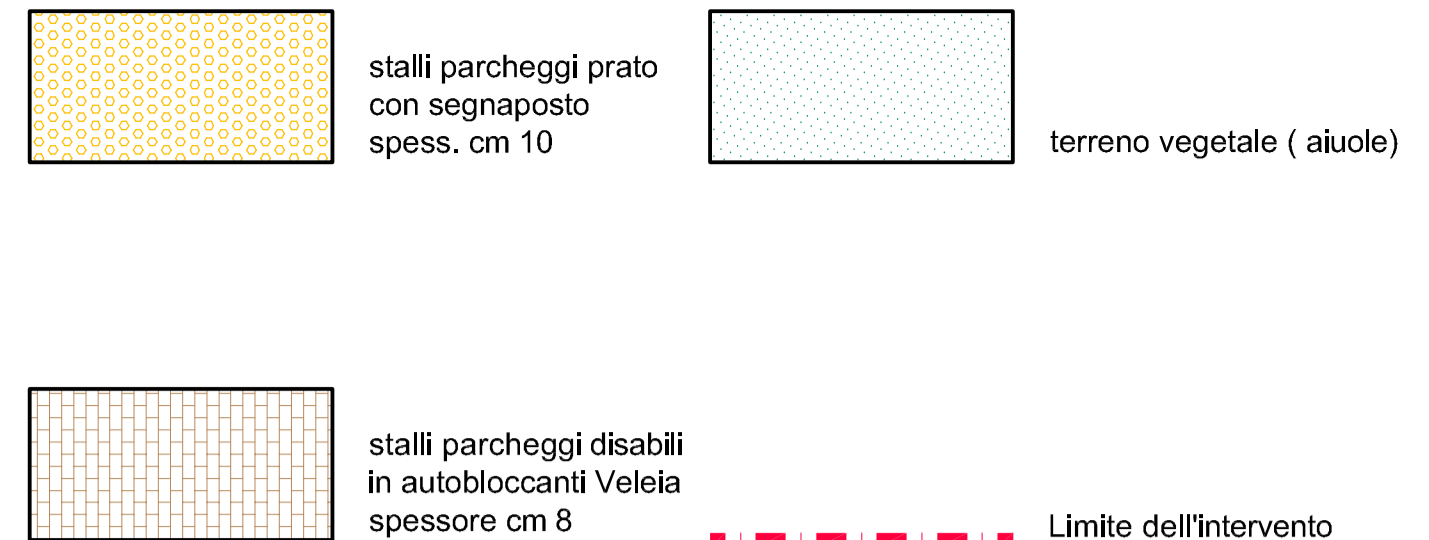 stalli parcheggi prato
con segnaposto
spess. cm 10
terreno vegetale ( aiuole)
stalli parcheggi disabili
in autobloccanti Veleia
spessore cm 8
Limite dell'intervento